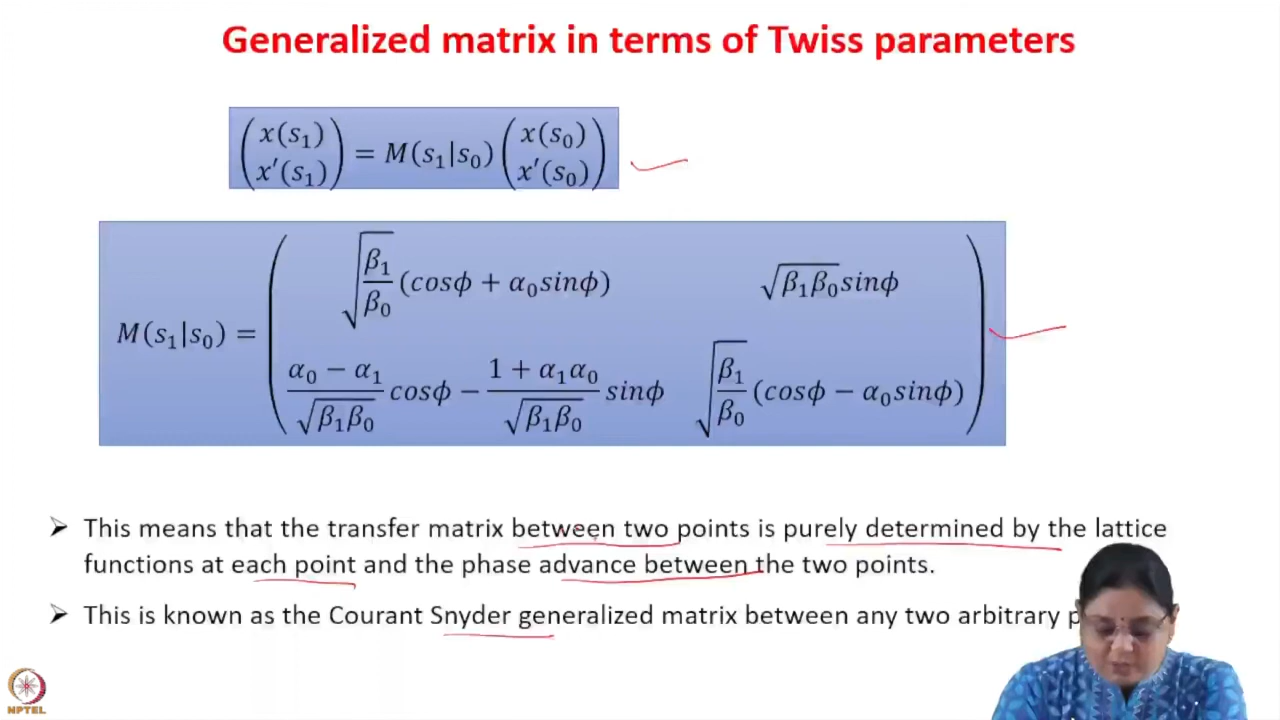 Generalized matrix in terms of Twiss parameters
(x(s₁) x′(s₁)) = M(s₁|s₀) (x(s₀) x′(s₀))
M(s₁|s₀) = ( √(β₁/β₀) (cosϕ + α₀sinϕ) √(β₁β₀) sinϕ
(α₀ − α₁)/√(β₁β₀) cosϕ − (1 + α₁α₀)/√(β₁β₀) sinϕ √(β₁/β₀) (cosϕ − α₀sinϕ) )
➢ This means that the transfer matrix between two points is purely determined by the lattice
functions at each point and the phase advance between the two points.
➢ This is known as the Courant Snyder generalized matrix between any two arbitrary
NPTEL